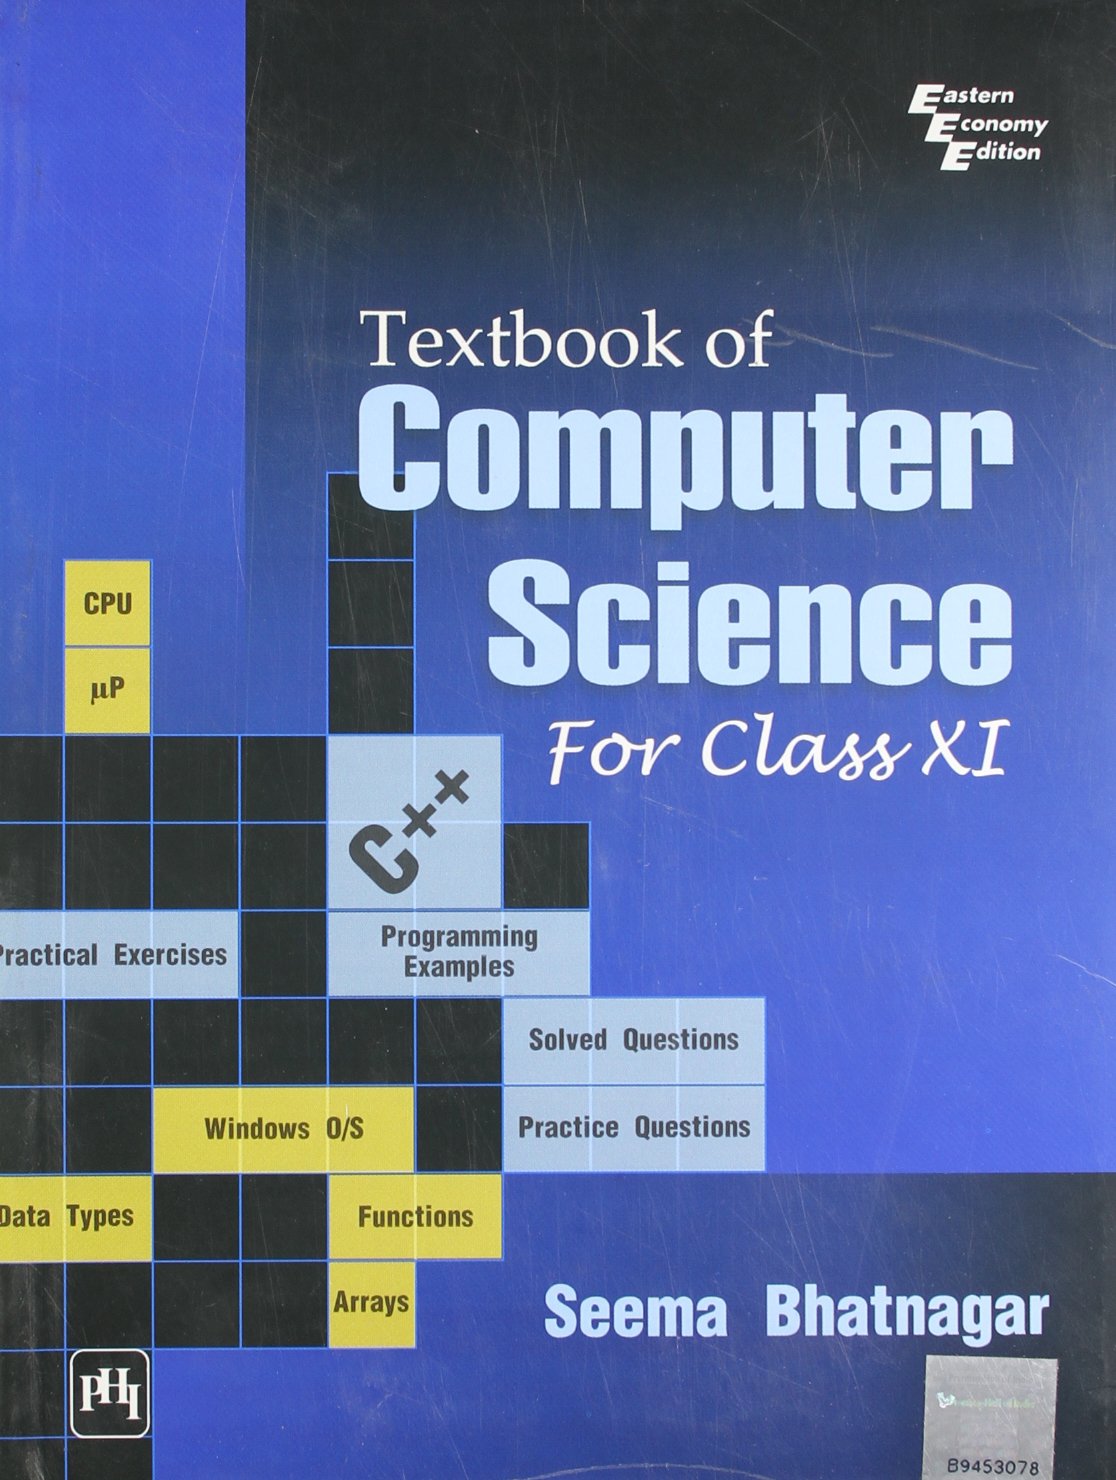 Eastern
Economy
Edition
Textbook of
Computer
Science
For Class XI
CPU
µP
C++
Practical Exercises
Programming
Examples
Solved Questions
Windows O/S
Practice Questions
Data Types
Functions
Arrays
Seema Bhatnagar
PHI
B9453078